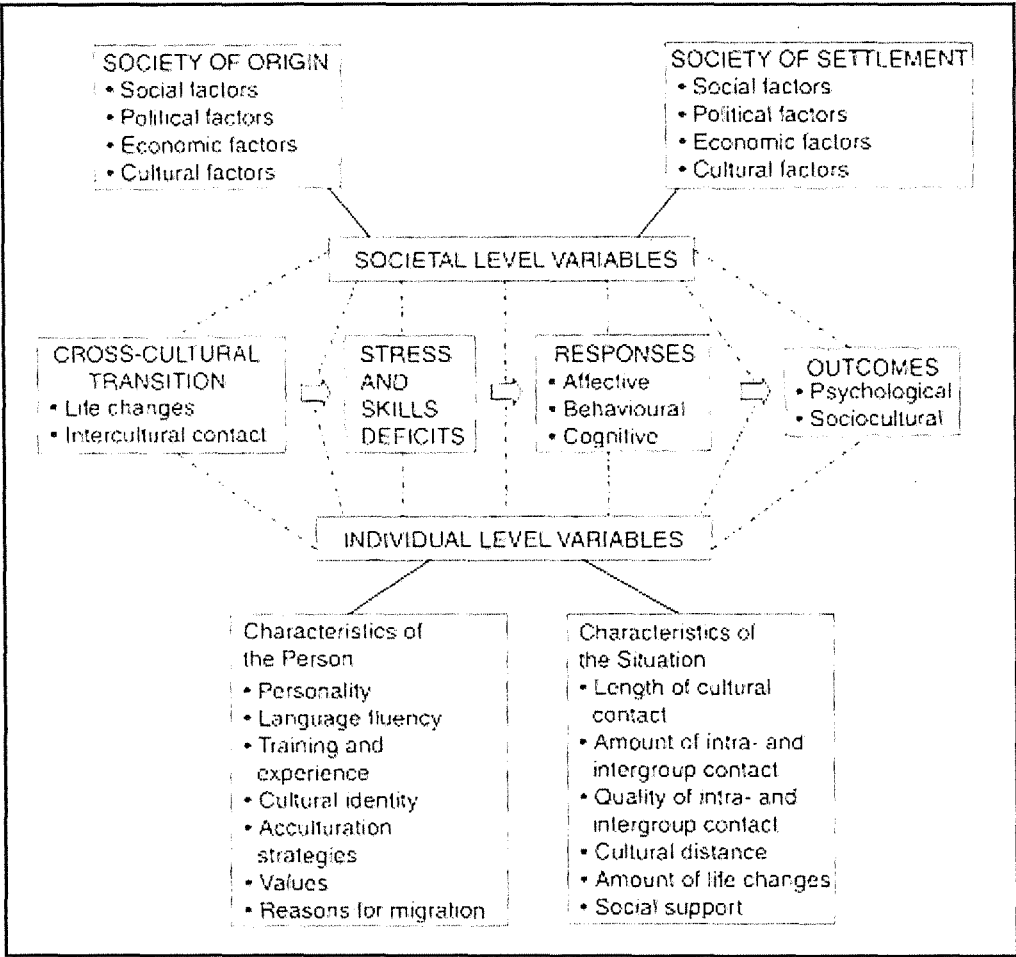 SOCIETY OF ORIGIN
• Social factors
• Political factors
• Economic factors
• Cultural factors
SOCIETY OF SETTLEMENT
• Social factors
• Political factors
• Economic factors
• Cultural factors
SOCIETAL LEVEL VARIABLES
CROSS-CULTURAL
TRANSITION
• Life changes
• Intercultural contact
STRESS
AND
SKILLS
DEFICITS
RESPONSES
• Affective
• Behavioural
• Cognitive
OUTCOMES
• Psychological
• Sociocultural
INDIVIDUAL LEVEL VARIABLES
Characteristics of
the Person
• Personality
• Language fluency
• Training and
experience
• Cultural identity
• Acculturation
strategies
• Values
• Reasons for migration
Characteristics of
the Situation
• Length of cultural
contact
• Amount of intra- and
intergroup contact
• Quality of intra- and
intergroup contact
• Cultural distance
• Amount of life changes
• Social support